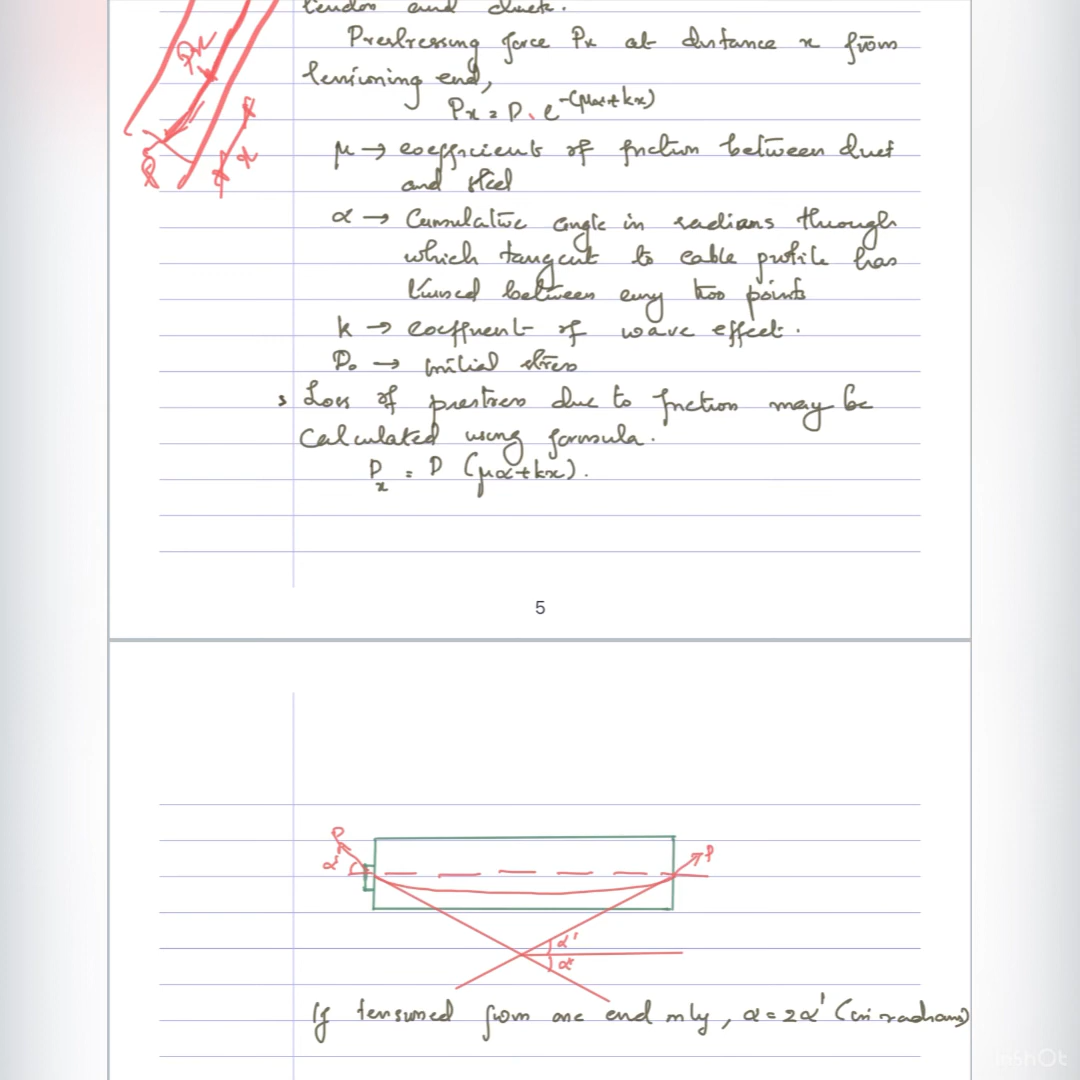 tendon and duct.
Prestressing force Px at distance x from
tensioning end,
Px = P. e^-(μα+kx)
μ → coefficient of friction between duct
and steel
α → Cumulative angle in radians through
which tangent to cable profile has
turned between any two points
k → coefficient of wave effect.
P₀ → initial stress
Loss of prestress due to friction may be
calculated using formula.
Px = P (μα+kx).
Px
P
x
5
P
α'
P
α'
α'
If tensioned from one end only, α = 2α' (in radians)
InShOt